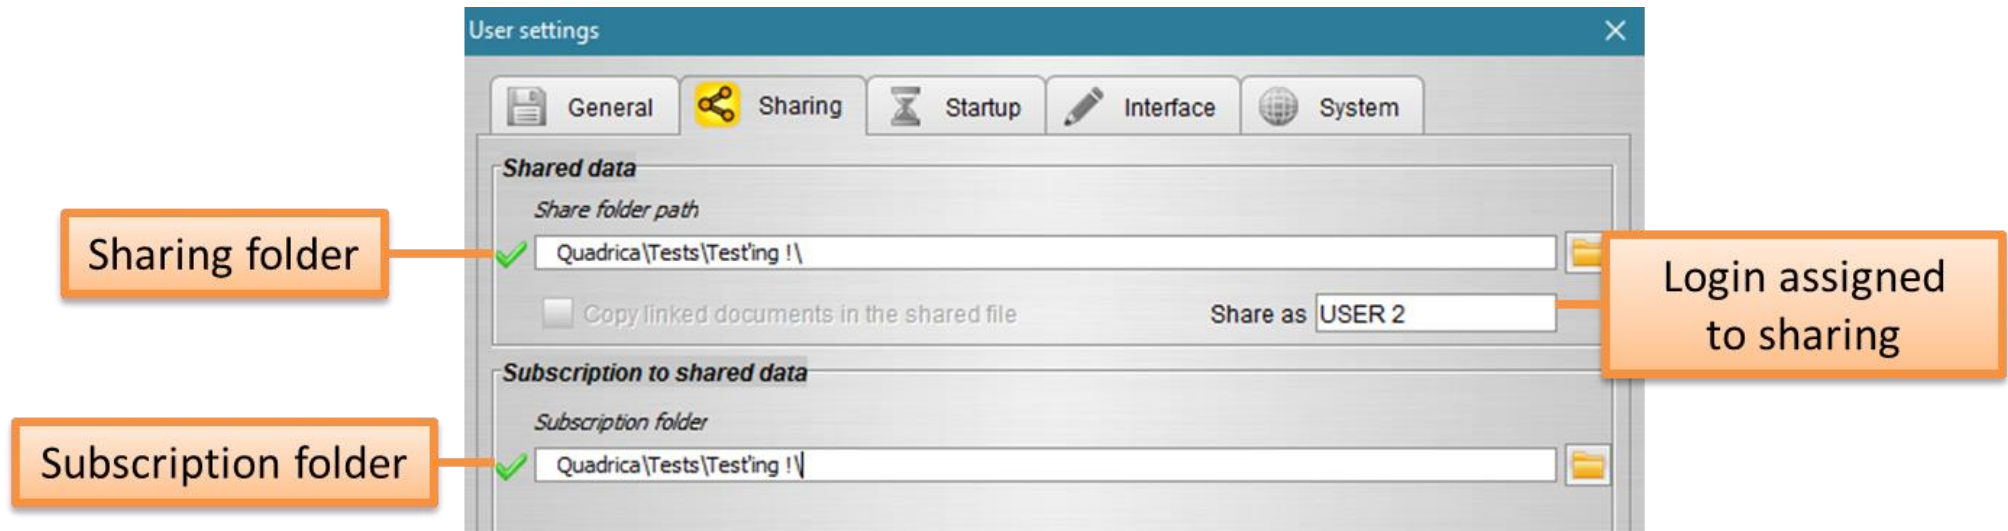 User settings
General
Sharing
Startup
Interface
System
Shared data
Share folder path
Sharing folder
Quadrica\Tests\Test'ing !\
Login assigned
to sharing
Copy linked documents in the shared file
Share as
USER 2
Subscription to shared data
Subscription folder
Subscription folder
Quadrica\Tests\Test'ing !\